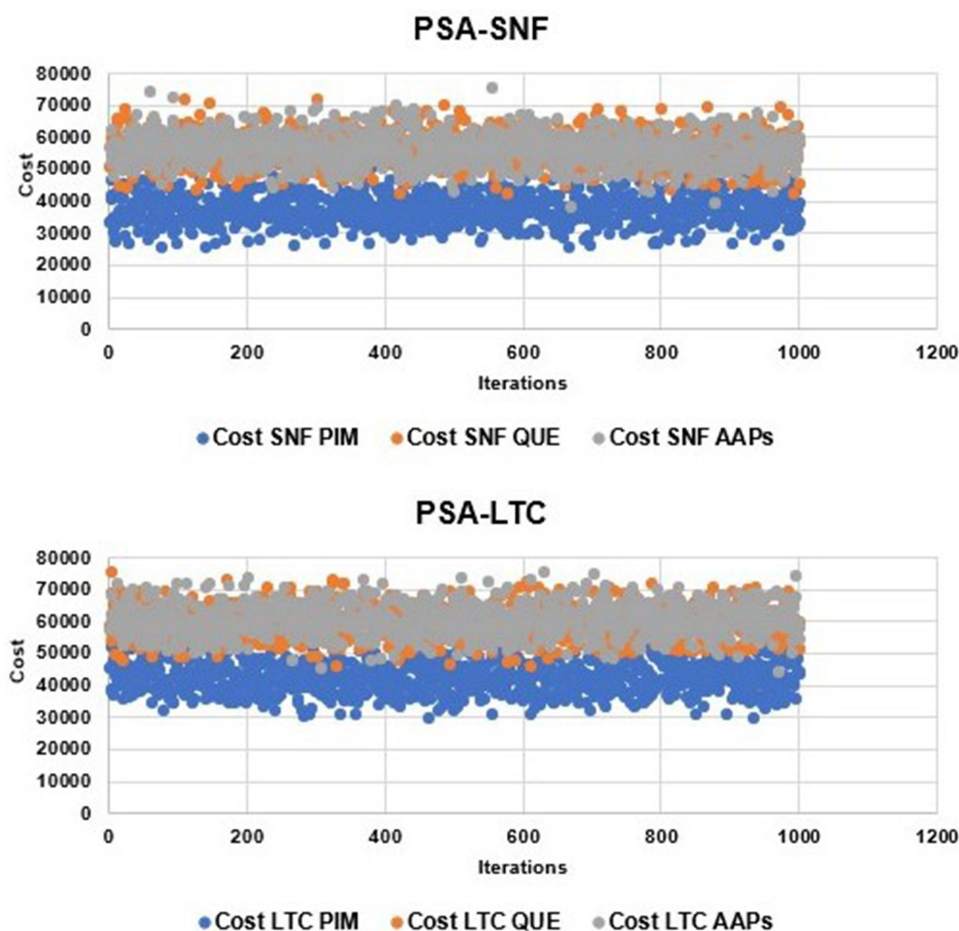 PSA-SNF
80000
70000
60000
50000
40000
30000
20000
10000
0
Cost
0 200 400 600 800 1000 1200
Iterations
Cost SNF PIM Cost SNF QUE Cost SNF AAPs
PSA-LTC
80000
70000
60000
50000
40000
30000
20000
10000
0
Cost
0 200 400 600 800 1000 1200
Iterations
Cost LTC PIM Cost LTC QUE Cost LTC AAPs